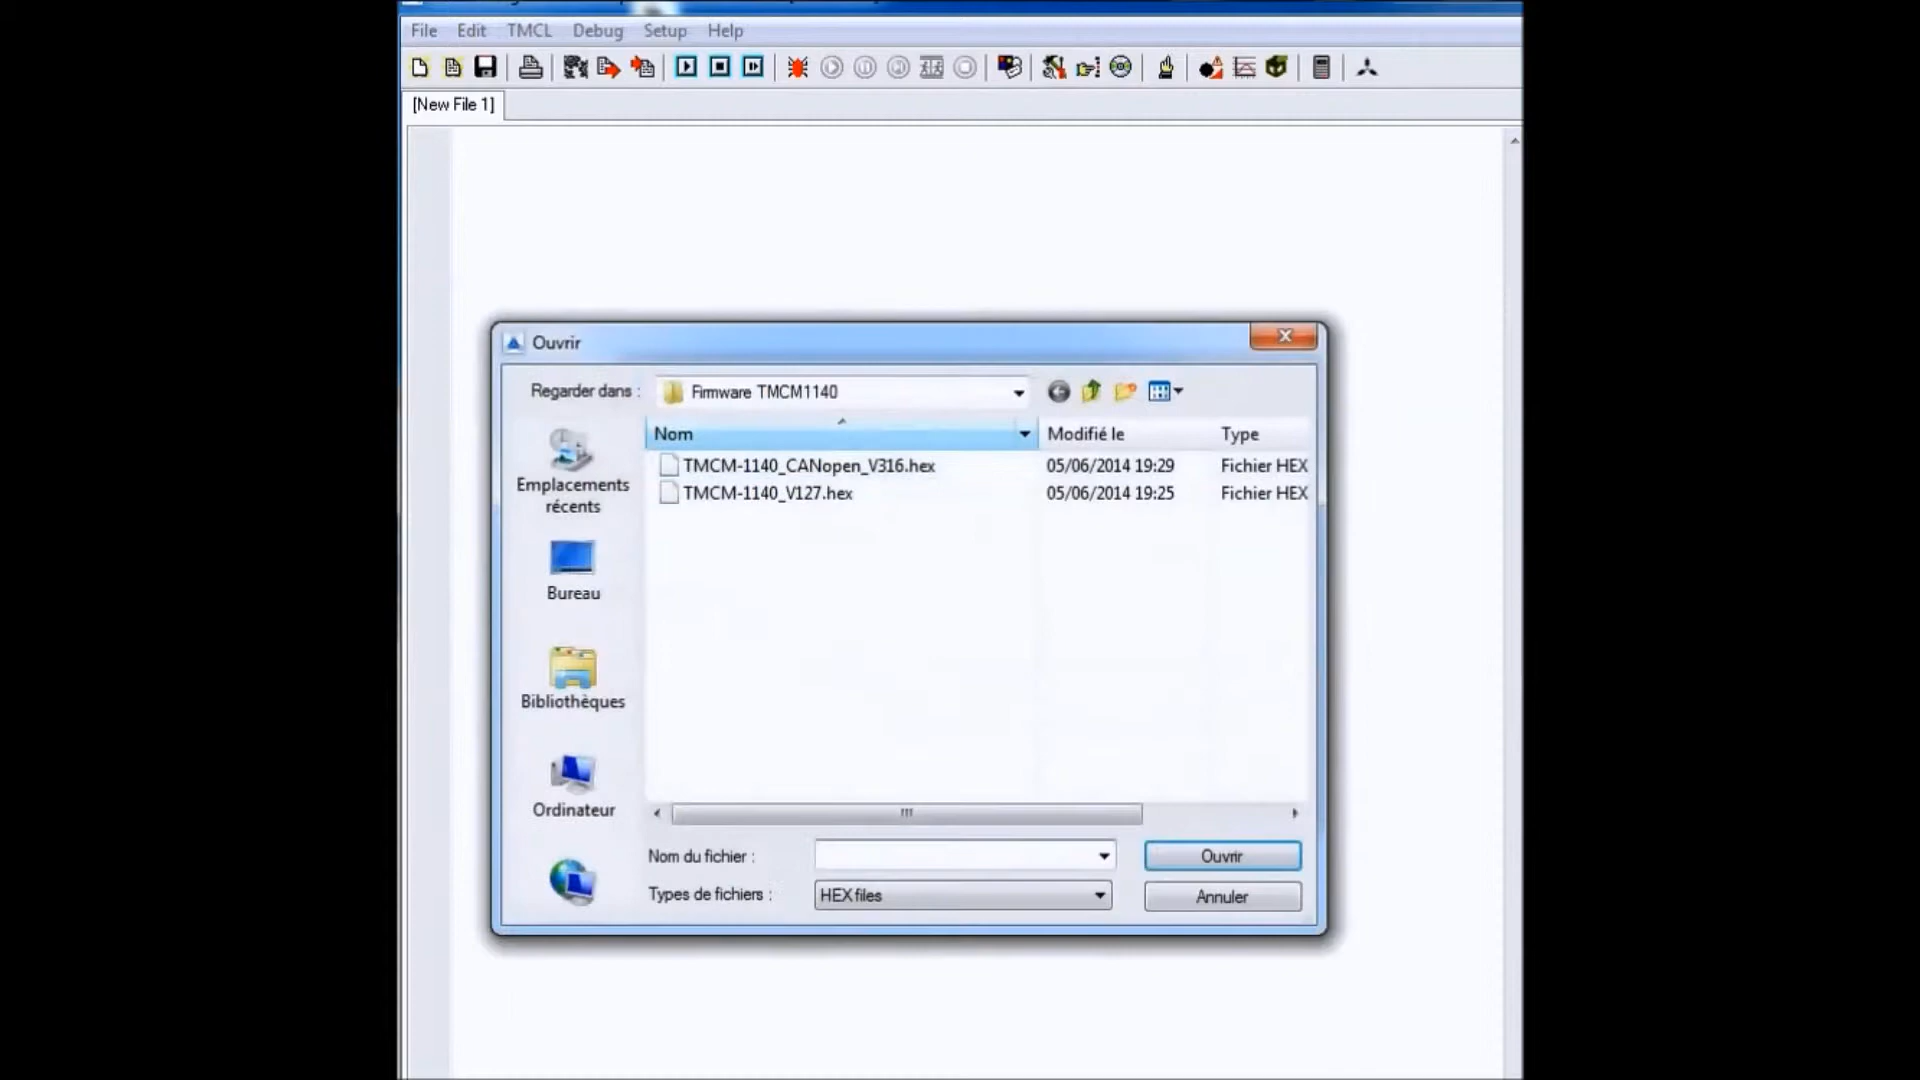 File Edit TMCL Debug Setup Help
[New File 1]
Ouvrir
Regarder dans : Firmware TMCM1140
Nom Modifié le Type
TMCM-1140_CANopen_V316.hex 05/06/2014 19:29 Fichier HEX
TMCM-1140_V127.hex 05/06/2014 19:25 Fichier HEX
Emplacements
récents
Bureau
Bibliothèques
Ordinateur
Nom du fichier : Ouvrir
Types de fichiers : HEX files Annuler